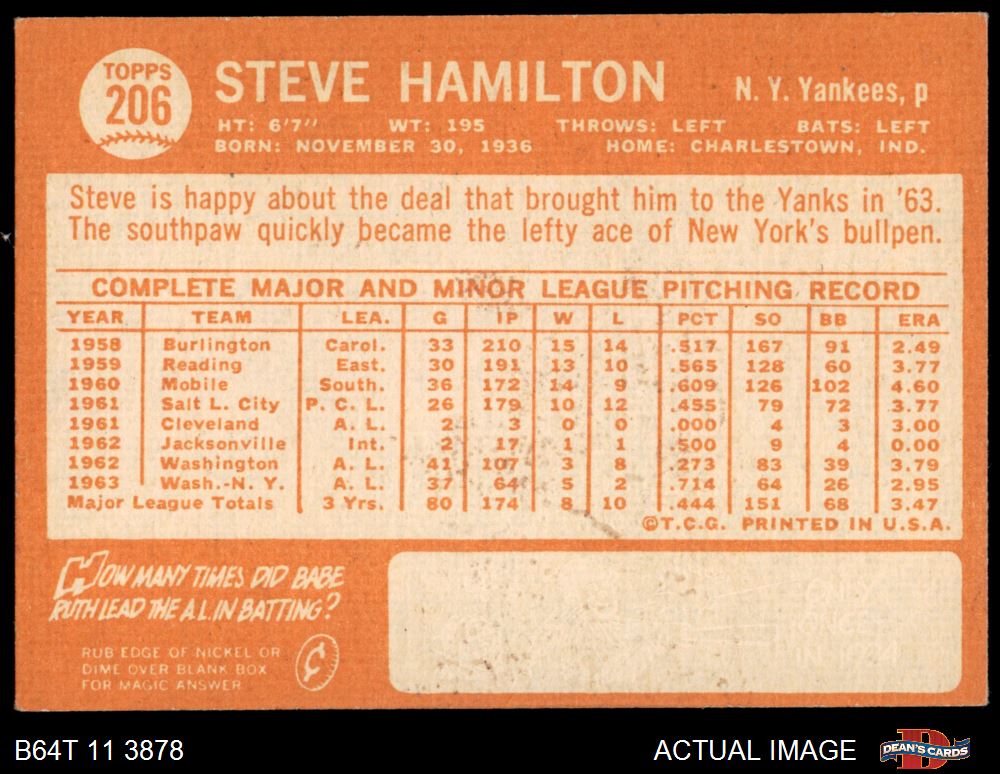 TOPPS
206
STEVE HAMILTON N. Y. Yankees, p
HT: 6'7" WT: 195 THROWS: LEFT BATS: LEFT
BORN: NOVEMBER 30, 1936 HOME: CHARLESTOWN, IND.
Steve is happy about the deal that brought him to the Yanks in '63.
The southpaw quickly became the lefty ace of New York's bullpen.
COMPLETE MAJOR AND MINOR LEAGUE PITCHING RECORD
YEAR TEAM LEA. G IP W L PCT SO BB ERA
1958 Burlington Carol. 33 210 15 14 .517 167 91 2.49
1959 Reading East. 30 191 13 10 .565 128 60 3.77
1960 Mobile South. 36 172 14 9 .609 126 102 4.60
1961 Salt L. City P. C. L. 26 179 10 12 .455 79 72 3.77
1961 Cleveland A. L. 2 3 0 0 .000 4 3 3.00
1962 Jacksonville Int. 2 17 1 1 .500 9 4 0.00
1962 Washington A. L. 41 107 3 8 .273 83 39 3.79
1963 Wash.-N. Y. A. L. 37 64 5 2 .714 64 26 2.95
Major League Totals 3 Yrs. 80 174 8 10 .444 151 68 3.47
©T.C.G. PRINTED IN U.S.A.
HOW MANY TIMES DID BABE
RUTH LEAD THE A.L. IN BATTING?
RUB EDGE OF NICKEL OR
DIME OVER BLANK BOX
FOR MAGIC ANSWER
¢
B64T 11 3878 ACTUAL IMAGE DEAN'S CARDS